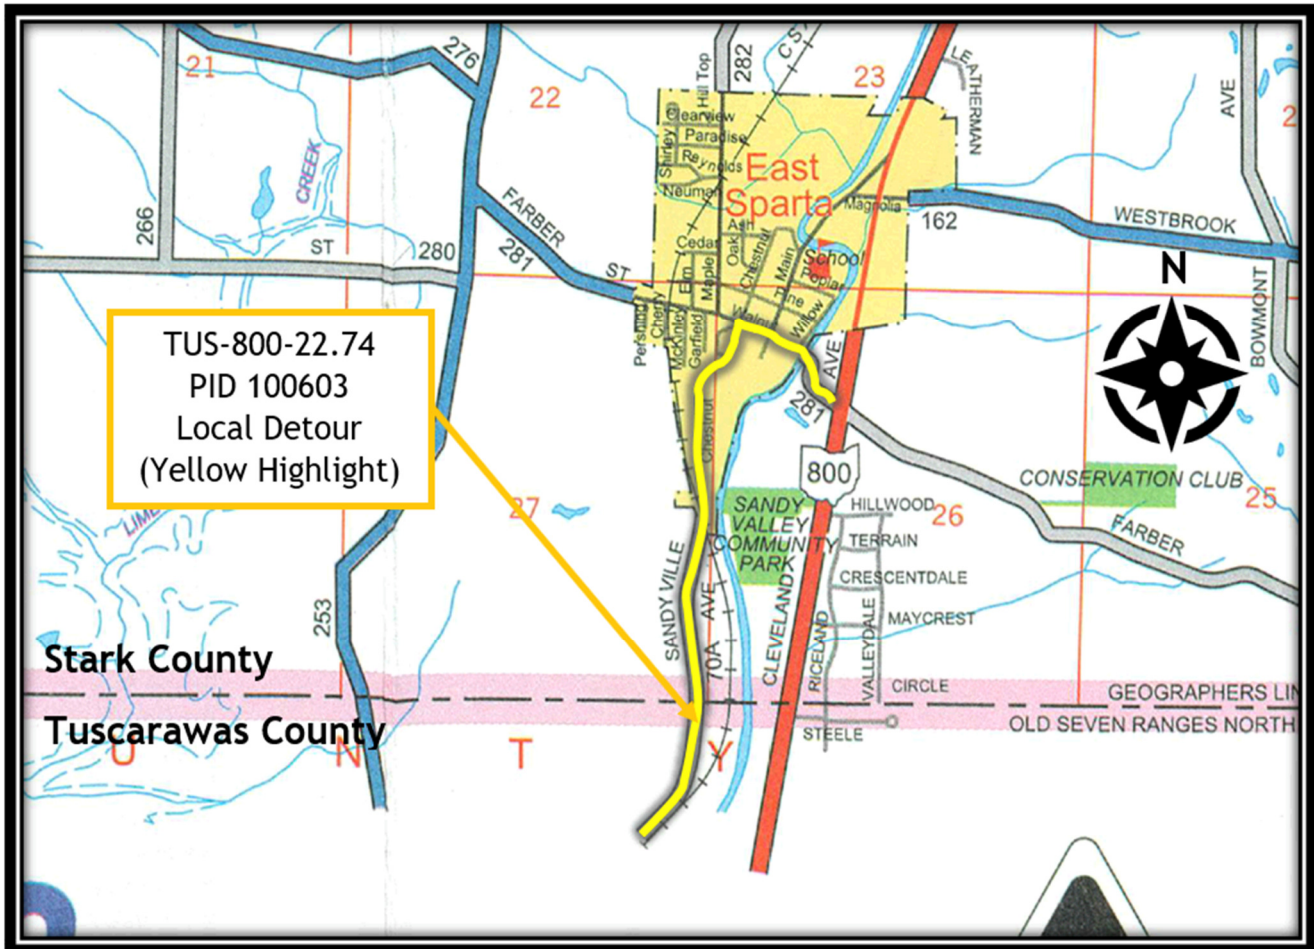 276
21
22
282
CS
23
LEATHERMAN
AVE
Hill Top
Clearview
Paradise
Shirley
Reynolds
Neuman
East
Sparta
CREEK
266
FARBER
281
ST
ST
280
Magnolia
162
WESTBROOK
N
BOWMONT
Ash
Oak
Chestnut
Main
School
Poplar
Pine
Willow
Cedar
Elm
Maple
Walnut
Pershing
Cherry
McKinley
Garfield
AVE
281
TUS-800-22.74
PID 100603
Local Detour
(Yellow Highlight)
Chestnut
800
CONSERVATION CLUB
25
27
SANDY
VALLEY
COMMUNITY
PARK
HILLWOOD
26
TERRAIN
FARBER
CRESCENTDALE
MAYCREST
SANDYVILLE
AVE
70A
CLEVELAND
RICELAND
VALLEYDALE
253
CIRCLE
Stark County
GEOGRAPHERS LIN
Tuscarawas County
OLD SEVEN RANGES NORTH
STEELE
U N T Y